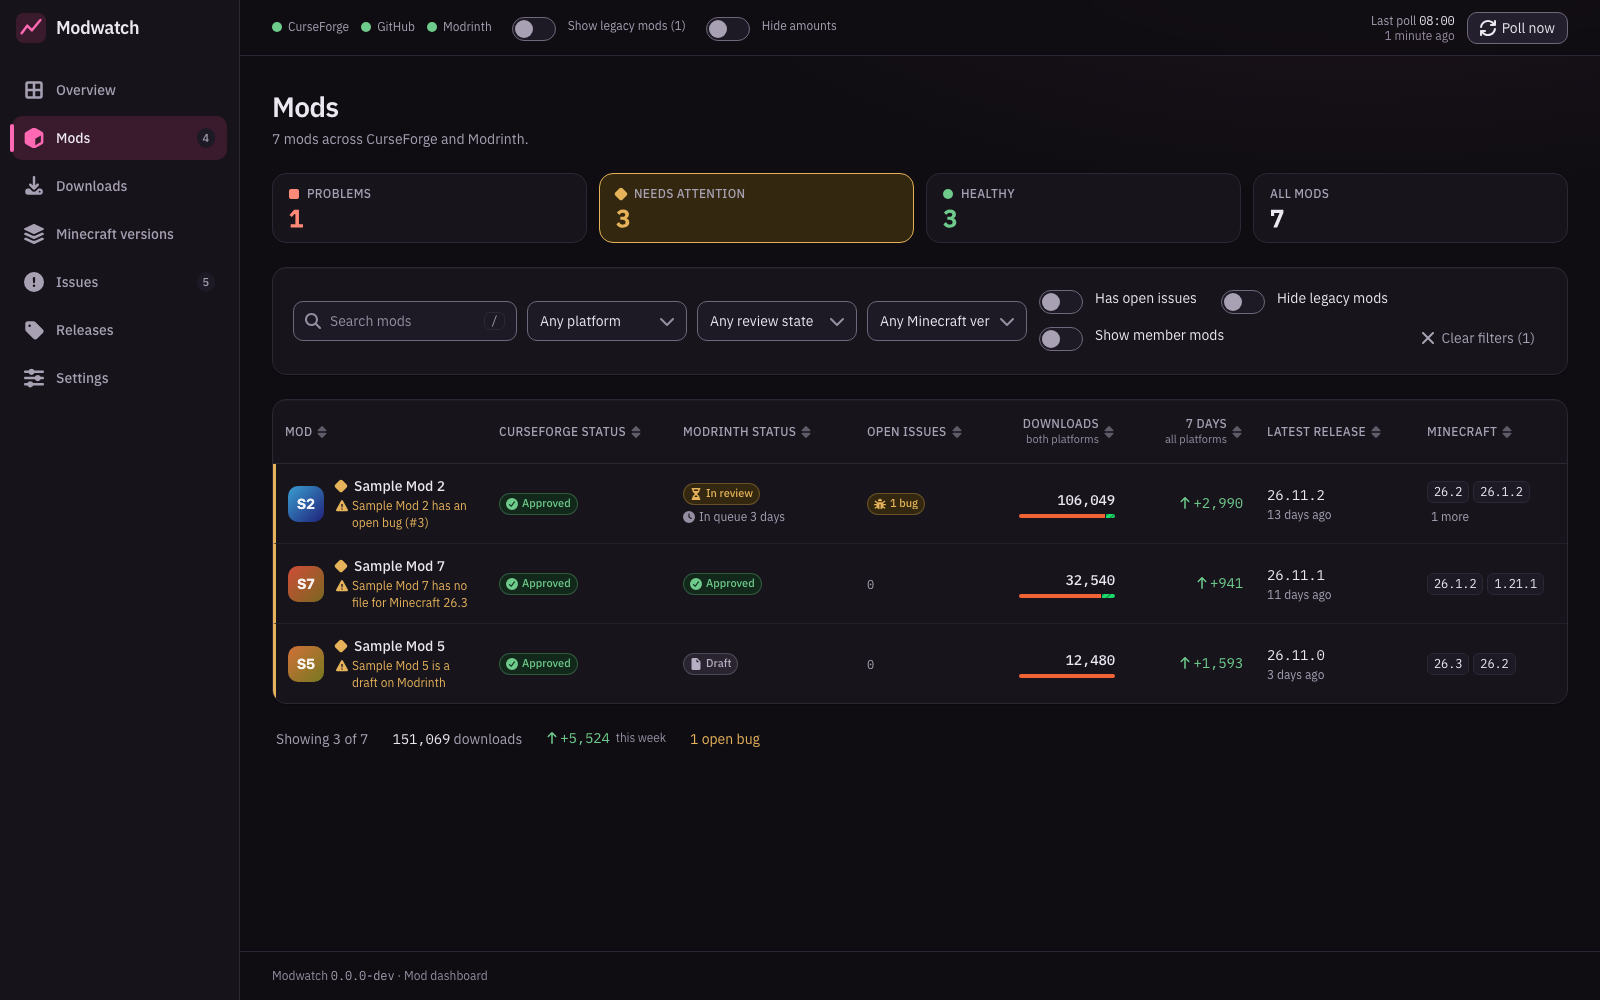 Modwatch
CurseForge
GitHub
Modrinth
Show legacy mods (1)
Hide amounts
Last poll 08:00
1 minute ago
Poll now
Overview
Mods
4
Downloads
Minecraft versions
Issues
5
Releases
Settings
Mods
7 mods across CurseForge and Modrinth.
PROBLEMS
1
NEEDS ATTENTION
3
HEALTHY
3
ALL MODS
7
Search mods
/
Any platform
Any review state
Any Minecraft ver
Has open issues
Hide legacy mods
Show member mods
Clear filters (1)
MOD
CURSEFORGE STATUS
MODRINTH STATUS
OPEN ISSUES
DOWNLOADS
both platforms
7 DAYS
all platforms
LATEST RELEASE
MINECRAFT
S2
Sample Mod 2
Sample Mod 2 has an
open bug (#3)
Approved
In review
In queue 3 days
1 bug
106,049
+2,990
26.11.2
13 days ago
26.2
26.1.2
1 more
S7
Sample Mod 7
Sample Mod 7 has no
file for Minecraft 26.3
Approved
Approved
0
32,540
+941
26.11.1
11 days ago
26.1.2
1.21.1
S5
Sample Mod 5
Sample Mod 5 is a
draft on Modrinth
Approved
Draft
0
12,480
+1,593
26.11.0
3 days ago
26.3
26.2
Showing 3 of 7
151,069 downloads
+5,524 this week
1 open bug
Modwatch 0.0.0-dev · Mod dashboard